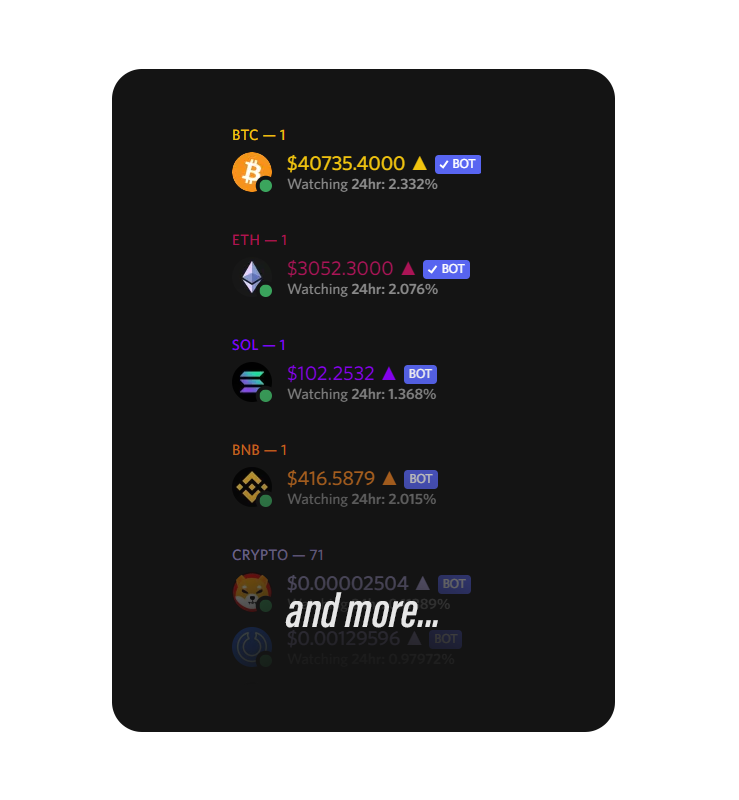 BTC — 1
$40735.4000 ▲ ✓ BOT
Watching 24hr: 2.332%
ETH — 1
$3052.3000 ▲ ✓ BOT
Watching 24hr: 2.076%
SOL — 1
$102.2532 ▲ BOT
Watching 24hr: 1.368%
BNB — 1
$416.5879 ▲ BOT
Watching 24hr: 2.015%
CRYPTO — 71
$0.00002504 ▲ BOT
and more...
$0.00129596 ▲ BOT
Watching 24hr: 0.97972%